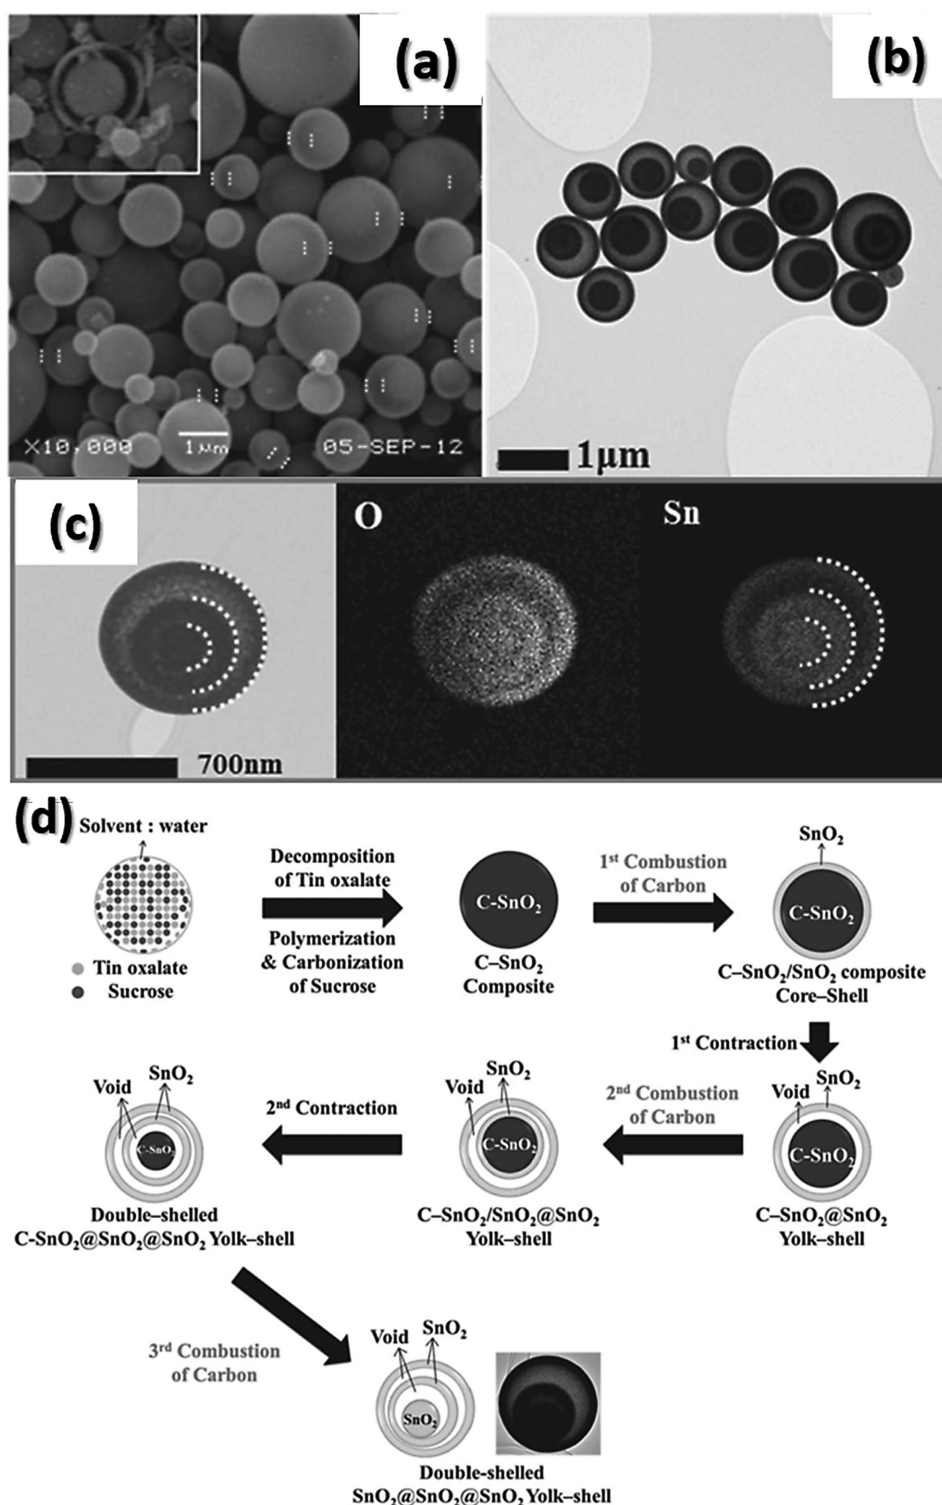 (a)
(b)
X10,000 1μm 05-SEP-12
1μm
(c)
O
Sn
700nm
(d)
Solvent : water
Tin oxalate
Sucrose
Decomposition
of Tin oxalate
Polymerization
& Carbonization
of Sucrose
C-SnO₂
C–SnO₂
Composite
1st Combustion
of Carbon
SnO₂
C-SnO₂
C–SnO₂/SnO₂ composite
Core–Shell
1st Contraction
Void
SnO₂
C-SnO₂
C–SnO₂@SnO₂
Yolk–shell
2nd Combustion
of Carbon
Void
SnO₂
C-SnO₂
C–SnO₂/SnO₂@SnO₂
Yolk–shell
2nd Contraction
Void
SnO₂
C-SnO₂
Double–shelled
C-SnO₂@SnO₂@SnO₂ Yolk–shell
3rd Combustion
of Carbon
Void
SnO₂
SnO₂
Double-shelled
SnO₂@SnO₂@SnO₂ Yolk–shell